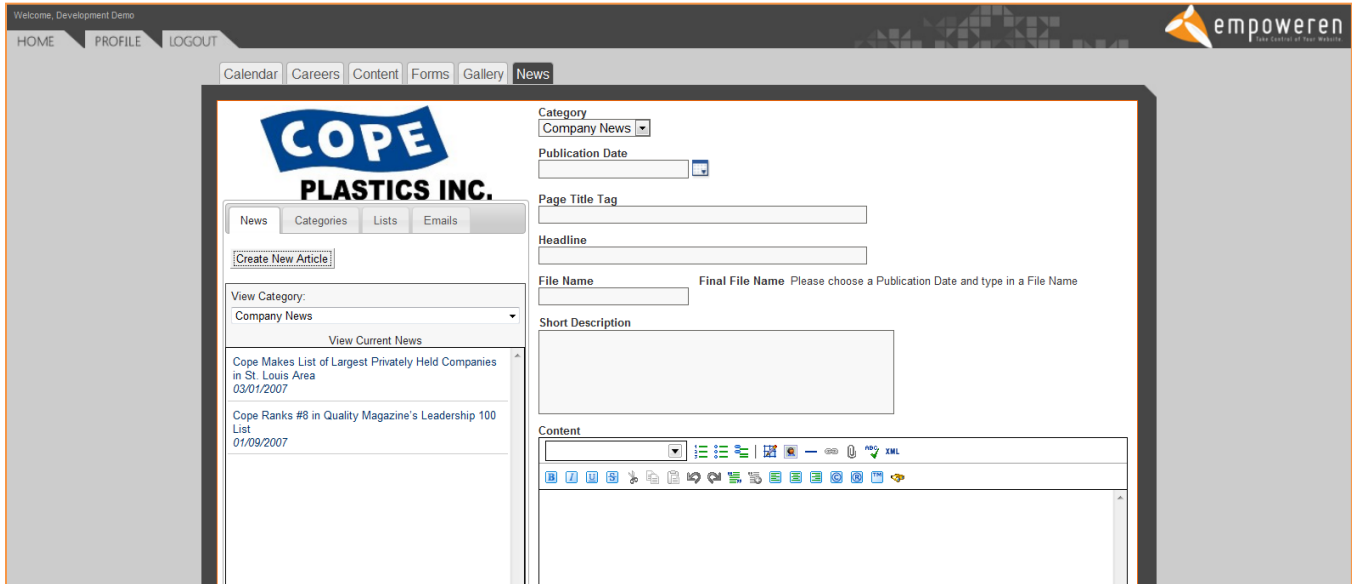 Welcome, Development Demo
HOME PROFILE LOGOUT
empoweren
Take Control of Your Website.
Calendar Careers Content Forms Gallery News
COPE
PLASTICS INC.
News Categories Lists Emails
Create New Article
View Category:
Company News
View Current News
Cope Makes List of Largest Privately Held Companies
in St. Louis Area
03/01/2007
Cope Ranks #8 in Quality Magazine's Leadership 100
List
01/09/2007
Category
Company News
Publication Date
Page Title Tag
Headline
File Name
Final File Name Please choose a Publication Date and type in a File Name
Short Description
Content
ABC XML
B I U S © ® TM